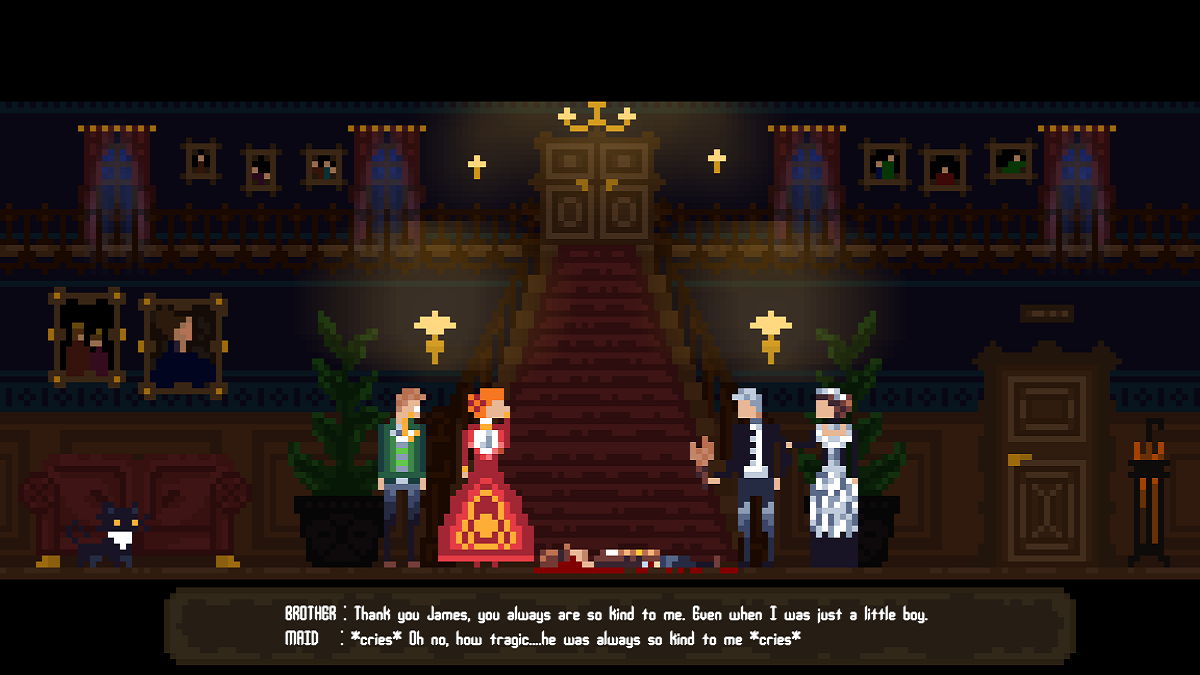 BROTHER : Thank you James, you always are so kind to me. Even when I was just a little boy.
MAID : *cries* Oh no, how tragic....he was always so kind to me *cries*